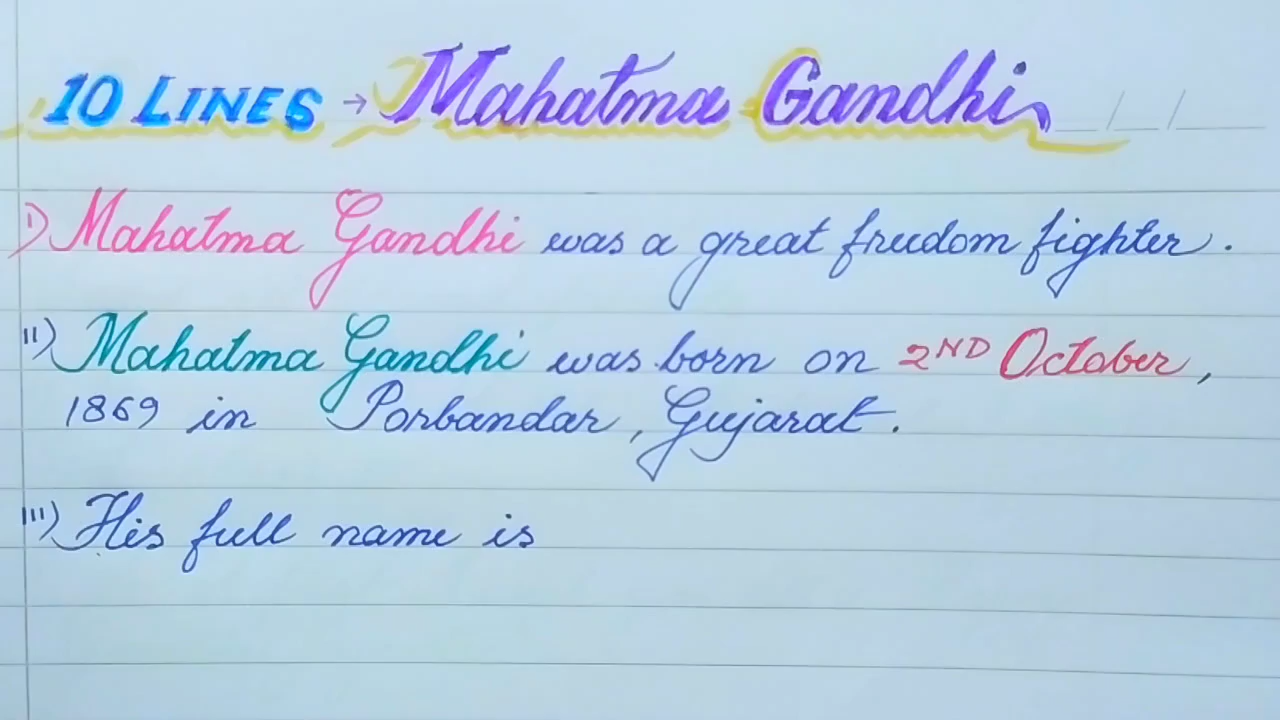 10 LINES → Mahatma Gandhi
i) Mahatma Gandhi was a great freedom fighter.
ii) Mahatma Gandhi was born on 2ND October,
1869 in Porbandar, Gujarat.
iii) His full name is